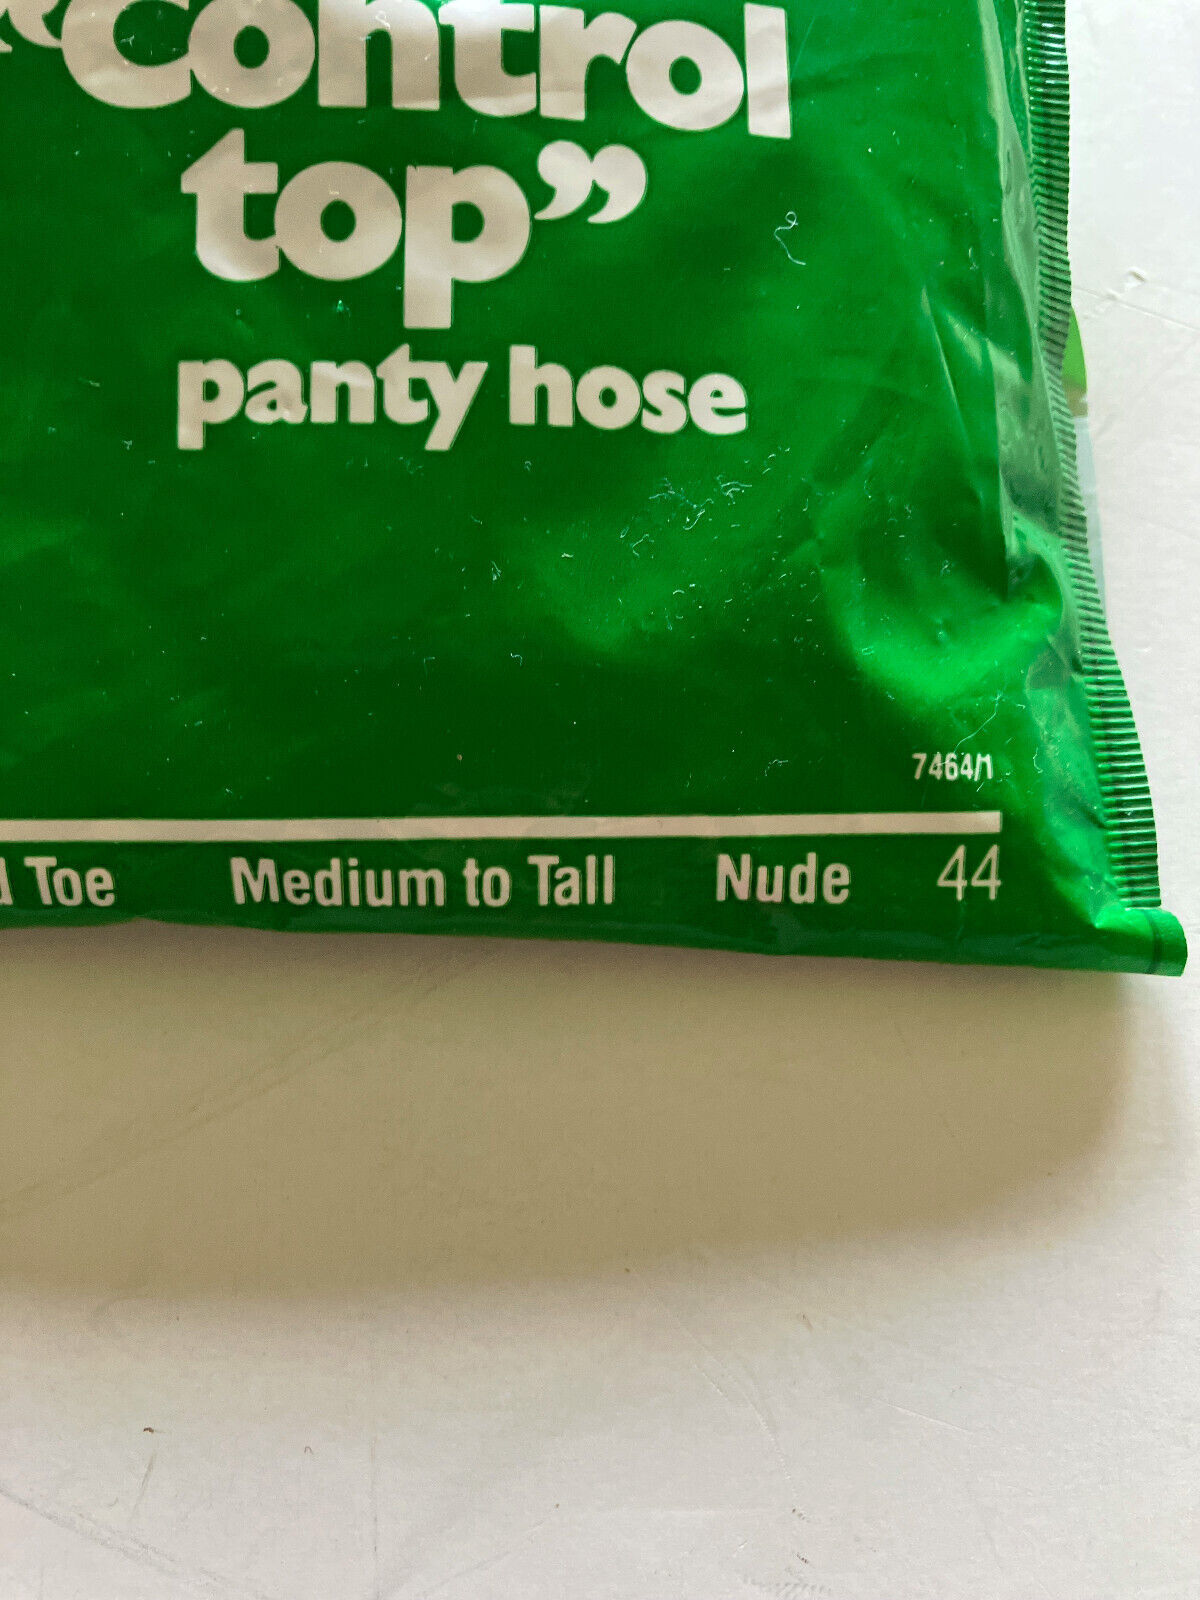 “control
top”
panty hose
7464/1
Toe Medium to Tall Nude 44